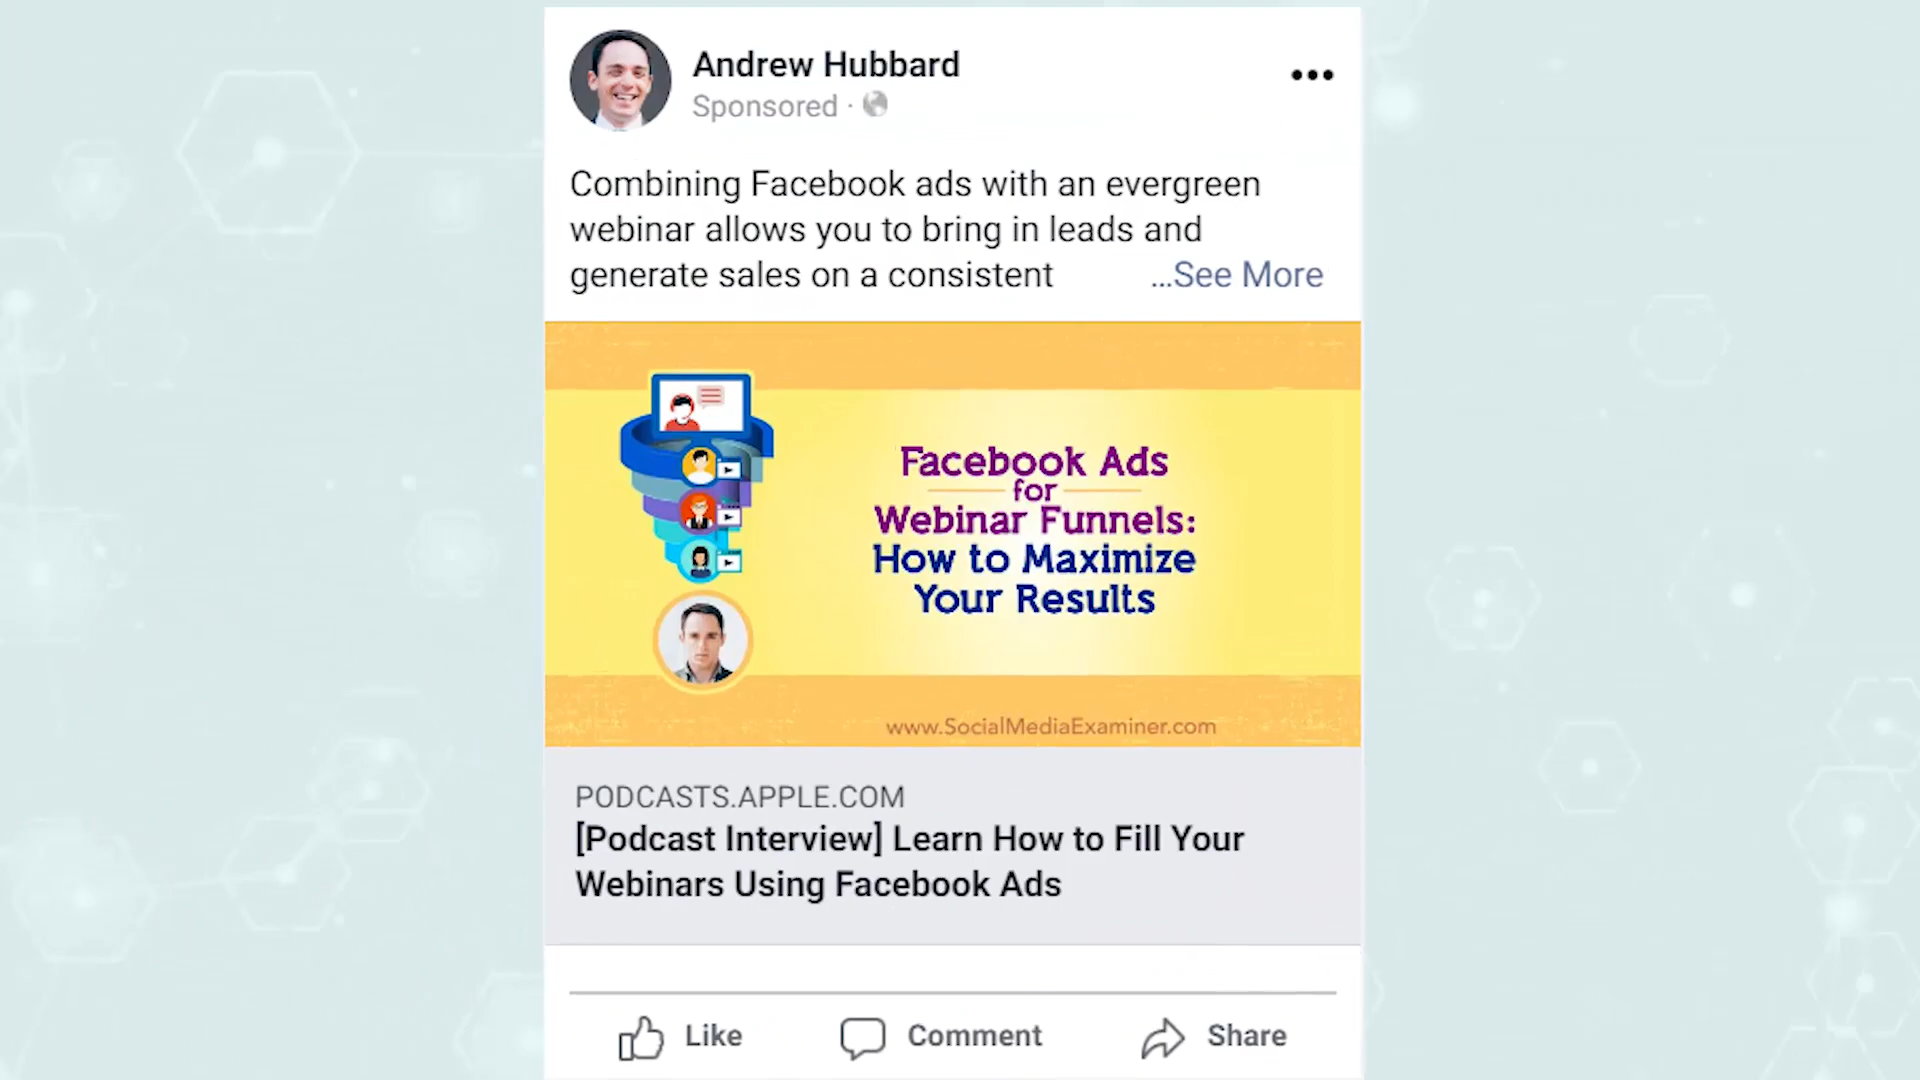 Andrew Hubbard
Sponsored ·
Combining Facebook ads with an evergreen
webinar allows you to bring in leads and
generate sales on a consistent ...See More
Facebook Ads
for
Webinar Funnels:
How to Maximize
Your Results
www.SocialMediaExaminer.com
PODCASTS.APPLE.COM
[Podcast Interview] Learn How to Fill Your
Webinars Using Facebook Ads
Like Comment Share